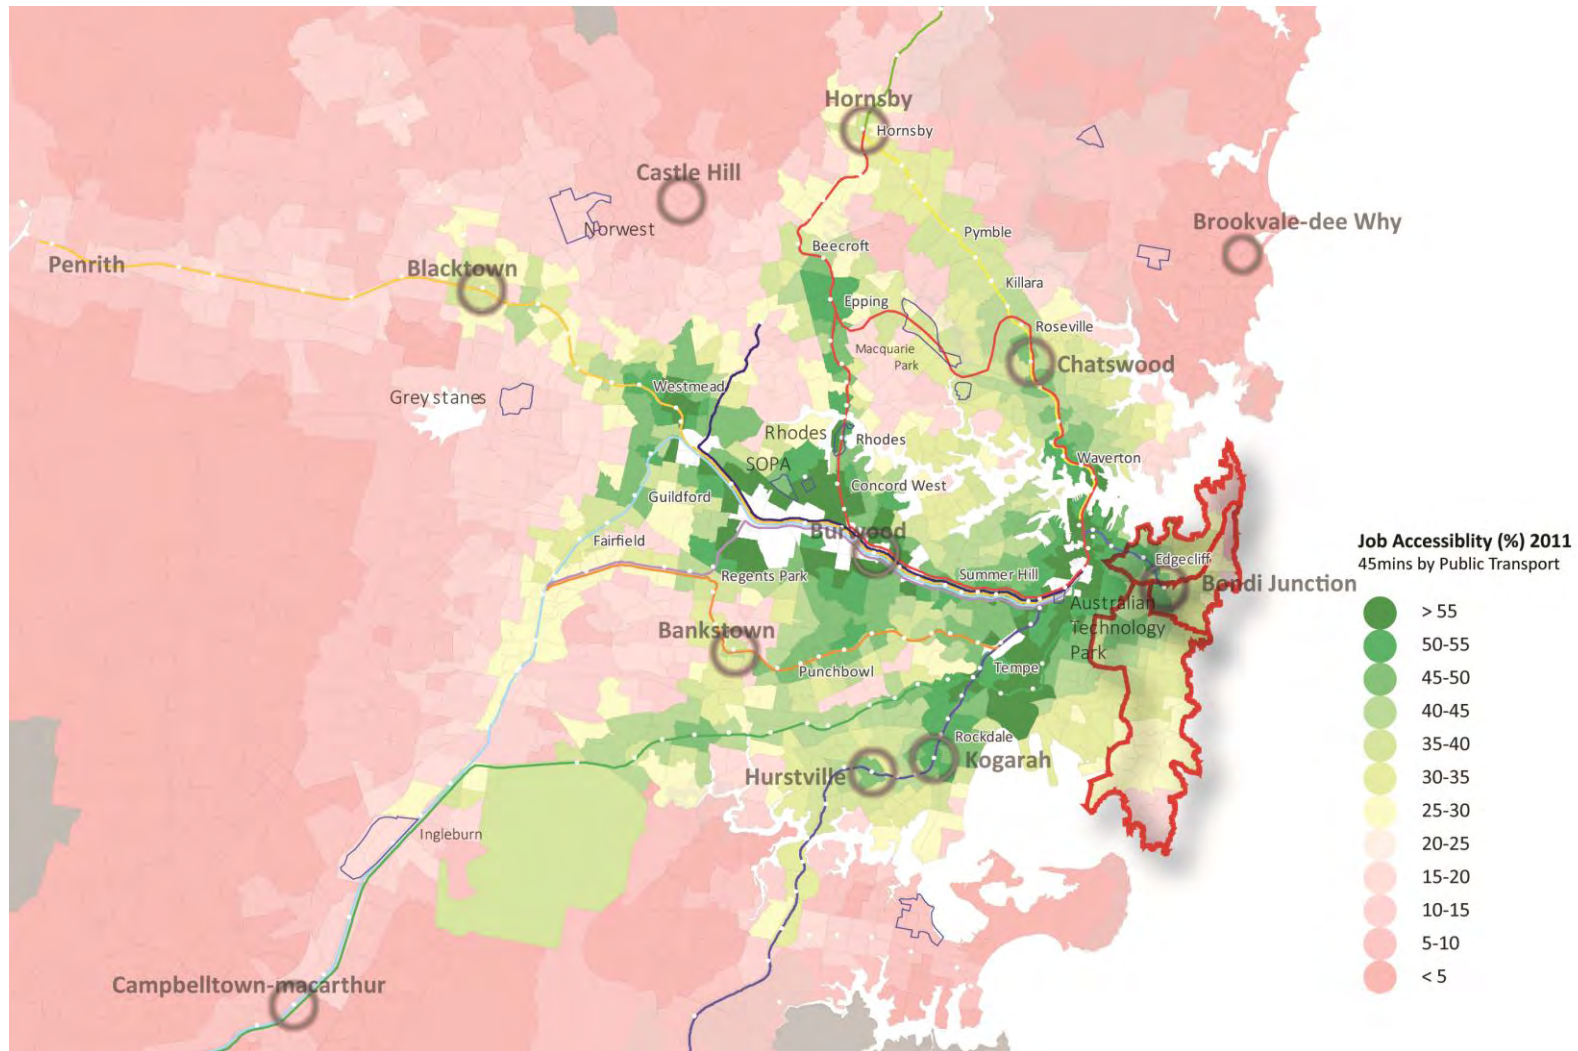 Hornsby
Hornsby
Castle Hill
Norwest
Brookvale-dee Why
Pymble
Beecroft
Penrith
Blacktown
Killara
Epping
Roseville
Macquarie
Park
Chatswood
Westmead
Grey stanes
Rhodes
Rhodes
SOPA
Waverton
Concord West
Guildford
Burwood
Fairfield
Edgecliff
Regents Park
Summer Hill
Bondi Junction
Australian
Technology
Park
Bankstown
Punchbowl
Tempe
Rockdale
Kogarah
Hurstville
Ingleburn
Campbelltown-macarthur
Job Accessiblity (%) 2011
45mins by Public Transport
> 55
50-55
45-50
40-45
35-40
30-35
25-30
20-25
15-20
10-15
5-10
< 5